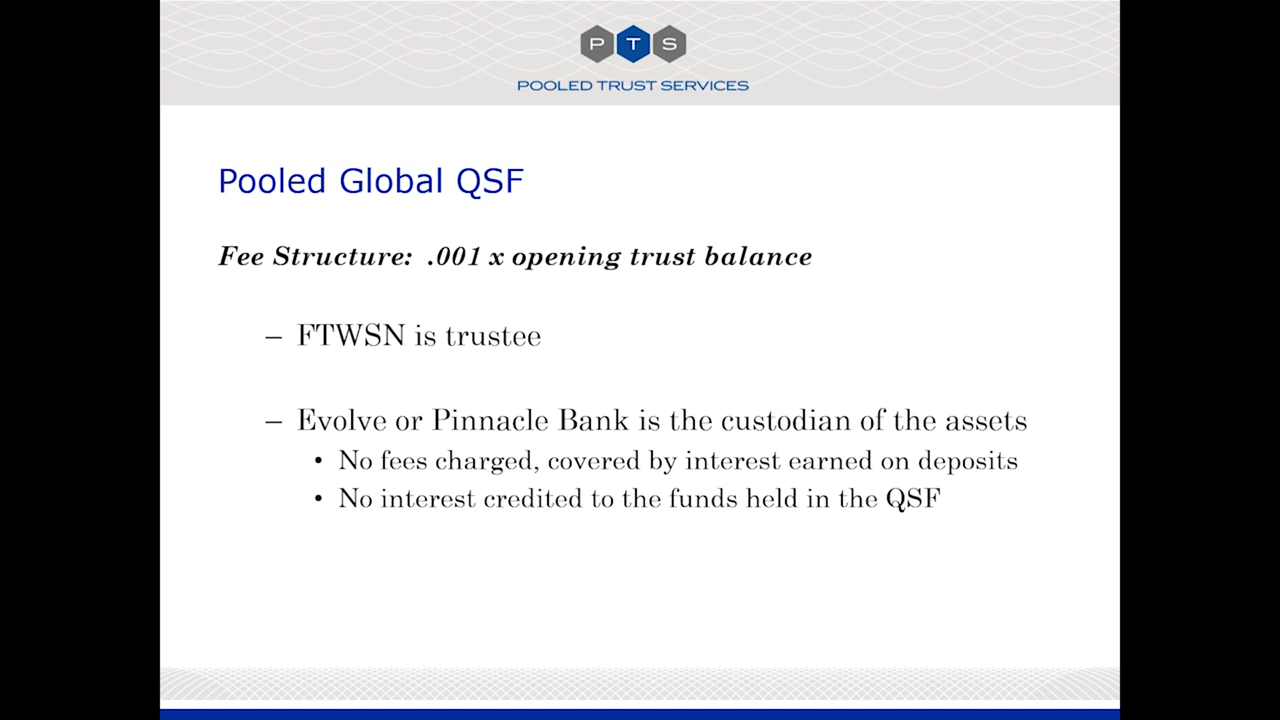 P T S
POOLED TRUST SERVICES
Pooled Global QSF
Fee Structure:  .001 x opening trust balance
– FTWSN is trustee
– Evolve or Pinnacle Bank is the custodian of the assets
• No fees charged, covered by interest earned on deposits
• No interest credited to the funds held in the QSF